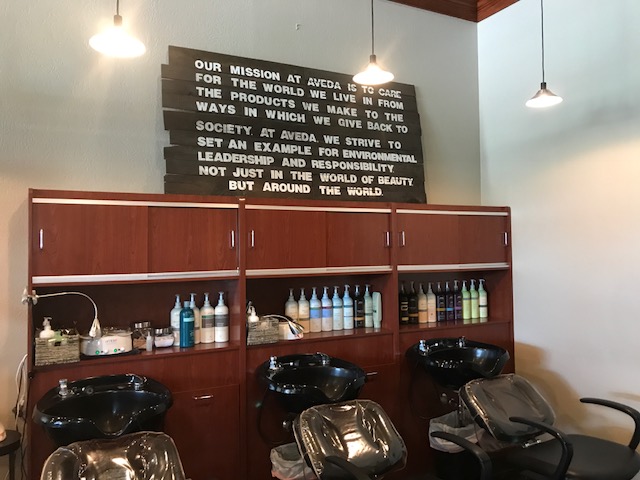 OUR MISSION AT AVEDA IS TO CARE
FOR THE WORLD WE LIVE IN FROM
THE PRODUCTS WE MAKE TO THE
WAYS IN WHICH WE GIVE BACK TO
SOCIETY. AT AVEDA, WE STRIVE TO
SET AN EXAMPLE FOR ENVIRONMENTAL
LEADERSHIP AND RESPONSIBILITY.
NOT JUST IN THE WORLD OF BEAUTY,
BUT AROUND THE WORLD.